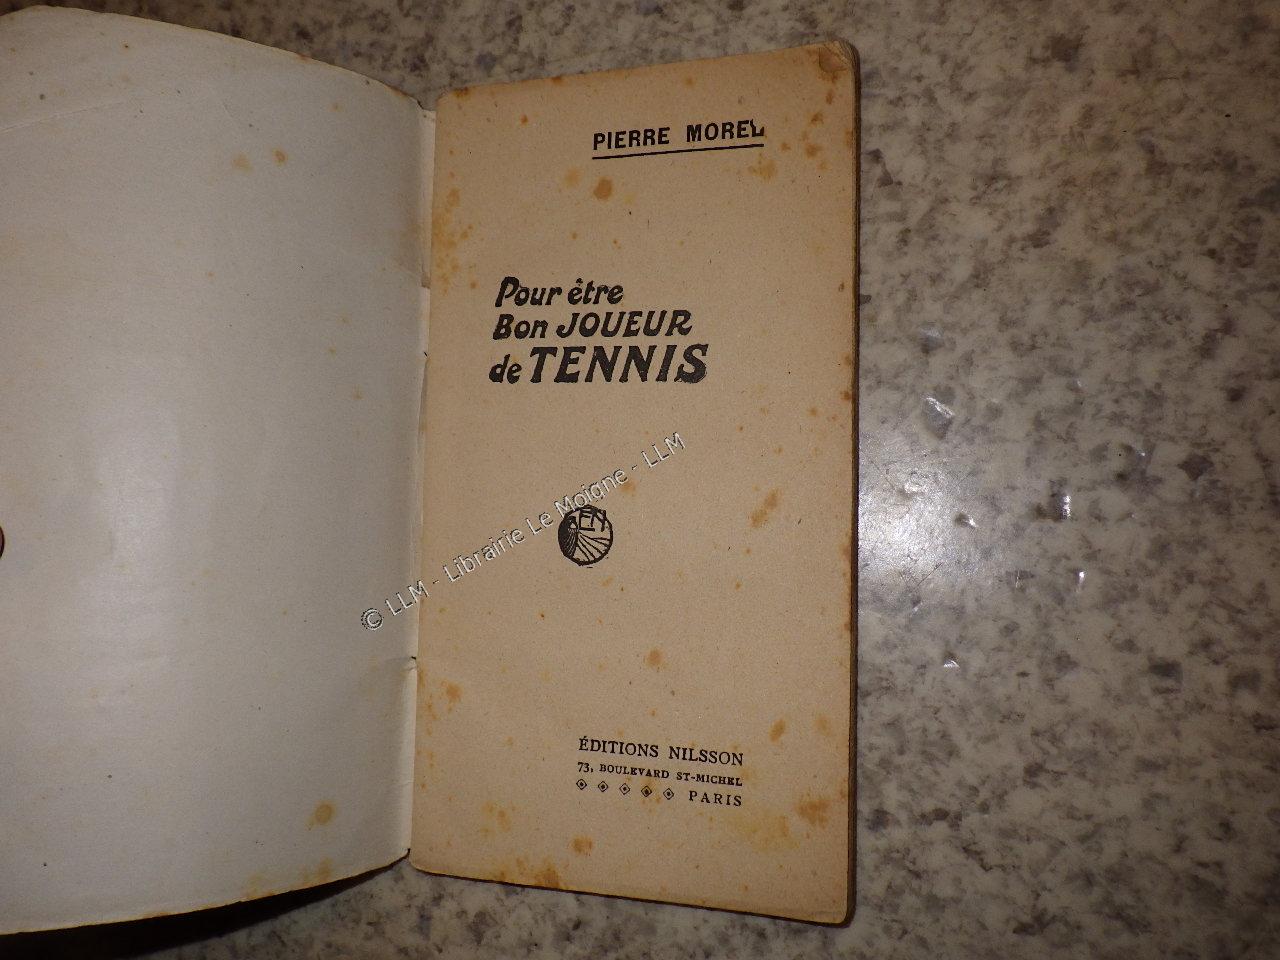 PIERRE MOREL
Pour être
Bon JOUEUR
de TENNIS
© LLM - Librairie Le Moigne - LLM
EN
ÉDITIONS NILSSON
73, BOULEVARD ST-MICHEL
PARIS